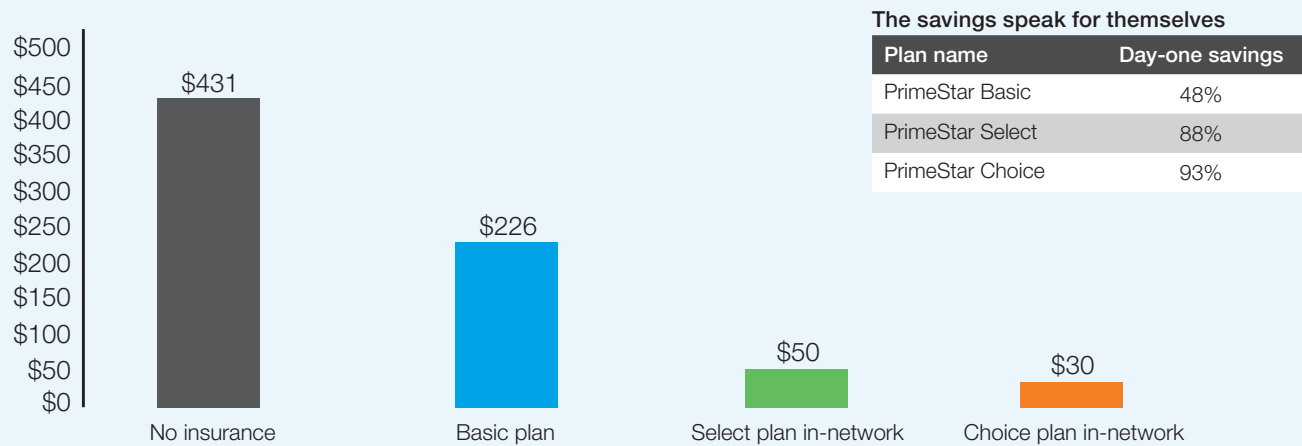 The savings speak for themselves
Plan name Day-one savings
PrimeStar Basic 48%
PrimeStar Select 88%
PrimeStar Choice 93%
$500
$450
$400
$350
$300
$250
$200
$150
$100
$50
$0
$431
$226
$50
$30
No insurance
Basic plan
Select plan in-network
Choice plan in-network